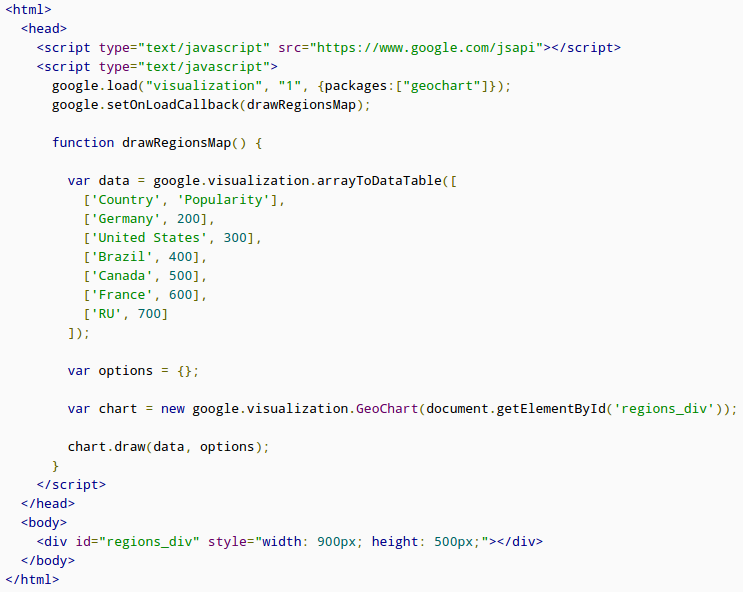 <html>
  <head>
    <script type="text/javascript" src="https://www.google.com/jsapi"></script>
    <script type="text/javascript">
      google.load("visualization", "1", {packages:["geochart"]});
      google.setOnLoadCallback(drawRegionsMap);

      function drawRegionsMap() {

        var data = google.visualization.arrayToDataTable([
          ['Country', 'Popularity'],
          ['Germany', 200],
          ['United States', 300],
          ['Brazil', 400],
          ['Canada', 500],
          ['France', 600],
          ['RU', 700]
        ]);

        var options = {};

        var chart = new google.visualization.GeoChart(document.getElementById('regions_div'));

        chart.draw(data, options);
      }
    </script>
  </head>
  <body>
    <div id="regions_div" style="width: 900px; height: 500px;"></div>
  </body>
</html>